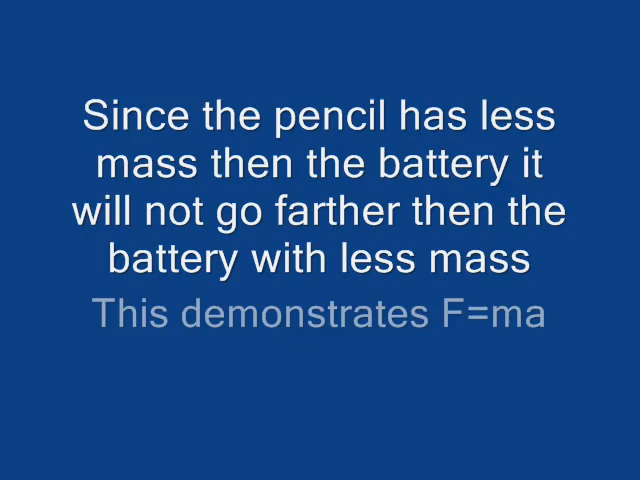 Since the pencil has less
mass then the battery it
will not go farther then the
battery with less mass
This demonstrates F=ma